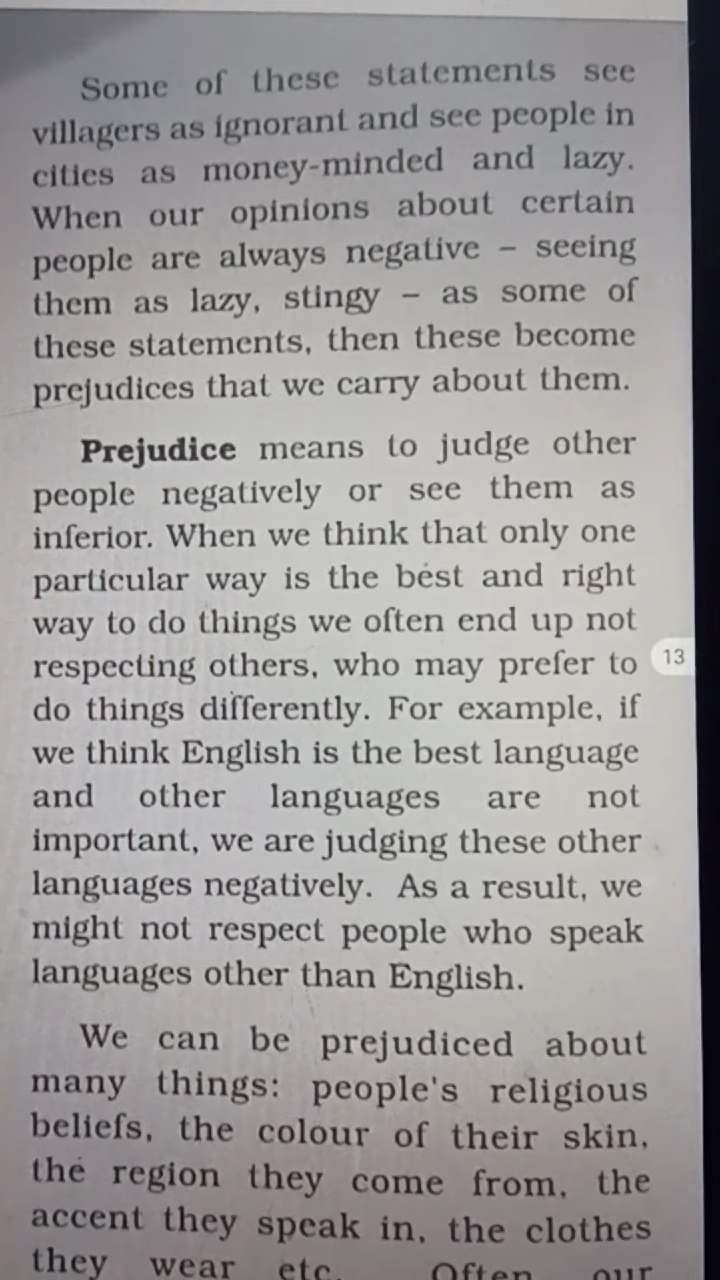 Some of these statements see
villagers as ignorant and see people in
cities as money-minded and lazy.
When our opinions about certain
people are always negative – seeing
them as lazy, stingy – as some of
these statements, then these become
prejudices that we carry about them.
Prejudice means to judge other
people negatively or see them as
inferior. When we think that only one
particular way is the best and right
way to do things we often end up not
respecting others, who may prefer to
13
do things differently. For example, if
we think English is the best language
and other languages are not
important, we are judging these other
languages negatively. As a result, we
might not respect people who speak
languages other than English.
We can be prejudiced about
many things: people's religious
beliefs, the colour of their skin,
the region they come from, the
accent they speak in, the clothes
they wear etc. Often our